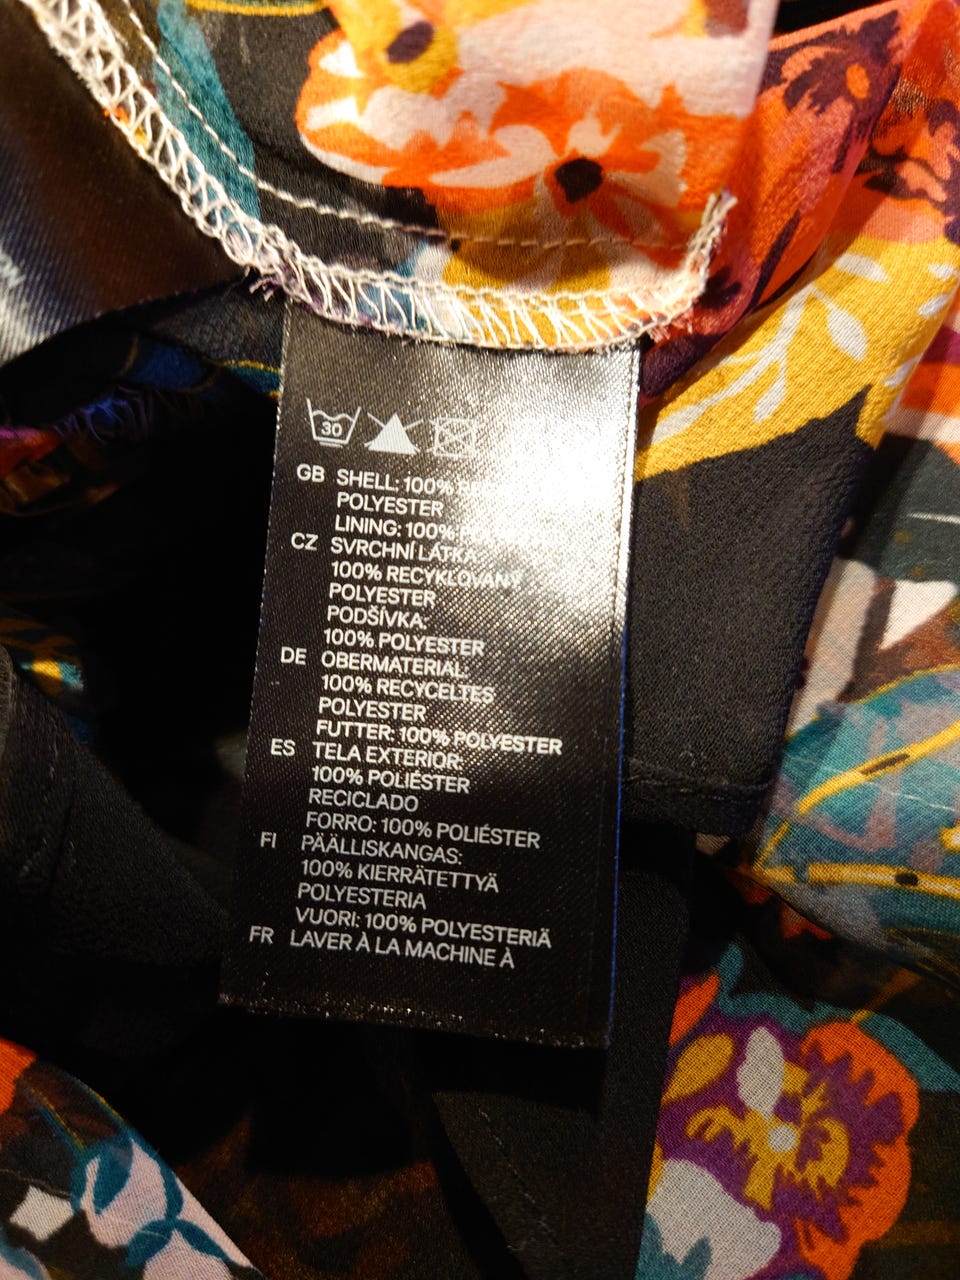 30
GB SHELL: 100%
POLYESTER
LINING: 100%
CZ SVRCHNÍ LÁTKA:
100% RECYKLOVANÝ
POLYESTER
PODŠÍVKA:
100% POLYESTER
DE OBERMATERIAL:
100% RECYCELTES
POLYESTER
FUTTER: 100% POLYESTER
ES TELA EXTERIOR:
100% POLIÉSTER
RECICLADO
FORRO: 100% POLIÉSTER
FI PÄÄLLISKANGAS:
100% KIERRÄTETTYÄ
POLYESTERIA
VUORI: 100% POLYESTERIÄ
FR LAVER À LA MACHINE À